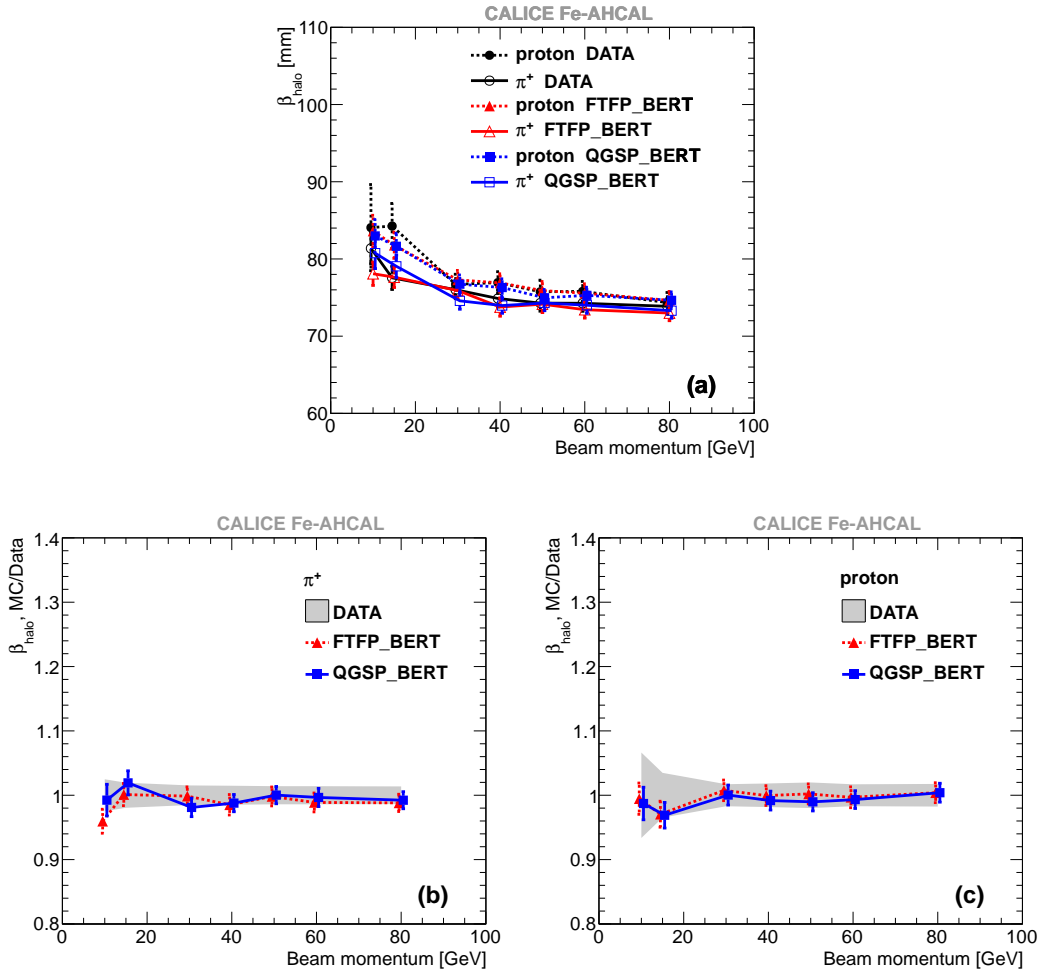 CALICE Fe-AHCAL
β_halo [mm]
110
100
90
80
70
60
proton DATA
π⁺ DATA
proton FTFP_BERT
π⁺ FTFP_BERT
proton QGSP_BERT
π⁺ QGSP_BERT
(a)
0 20 40 60 80 100
Beam momentum [GeV]
CALICE Fe-AHCAL
β_halo, MC/Data
1.4
1.3
1.2
1.1
1
0.9
0.8
π⁺
DATA
FTFP_BERT
QGSP_BERT
(b)
0 20 40 60 80 100
Beam momentum [GeV]
CALICE Fe-AHCAL
β_halo, MC/Data
1.4
1.3
1.2
1.1
1
0.9
0.8
proton
DATA
FTFP_BERT
QGSP_BERT
(c)
0 20 40 60 80 100
Beam momentum [GeV]